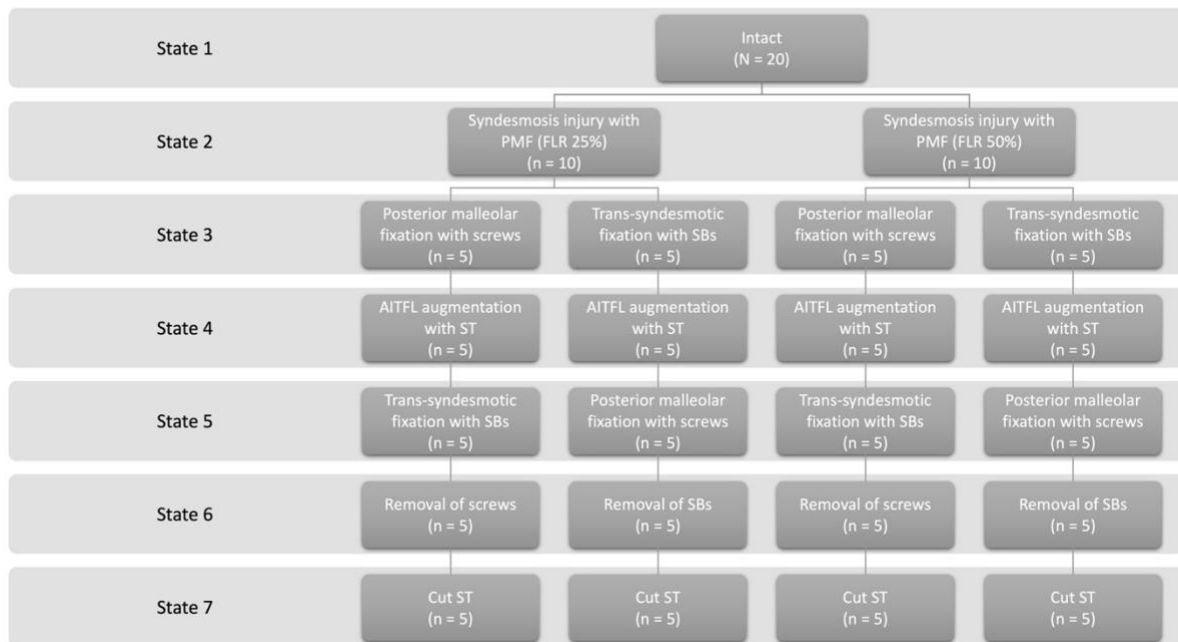 State 1
Intact
(N = 20)
State 2
Syndesmosis injury with
PMF (FLR 25%)
(n = 10)
Syndesmosis injury with
PMF (FLR 50%)
(n = 10)
State 3
Posterior malleolar
fixation with screws
(n = 5)
Trans-syndesmotic
fixation with SBs
(n = 5)
Posterior malleolar
fixation with screws
(n = 5)
Trans-syndesmotic
fixation with SBs
(n = 5)
State 4
AITFL augmentation
with ST
(n = 5)
AITFL augmentation
with ST
(n = 5)
AITFL augmentation
with ST
(n = 5)
AITFL augmentation
with ST
(n = 5)
State 5
Trans-syndesmotic
fixation with SBs
(n = 5)
Posterior malleolar
fixation with screws
(n = 5)
Trans-syndesmotic
fixation with SBs
(n = 5)
Posterior malleolar
fixation with screws
(n = 5)
State 6
Removal of screws
(n = 5)
Removal of SBs
(n = 5)
Removal of screws
(n = 5)
Removal of SBs
(n = 5)
State 7
Cut ST
(n = 5)
Cut ST
(n = 5)
Cut ST
(n = 5)
Cut ST
(n = 5)